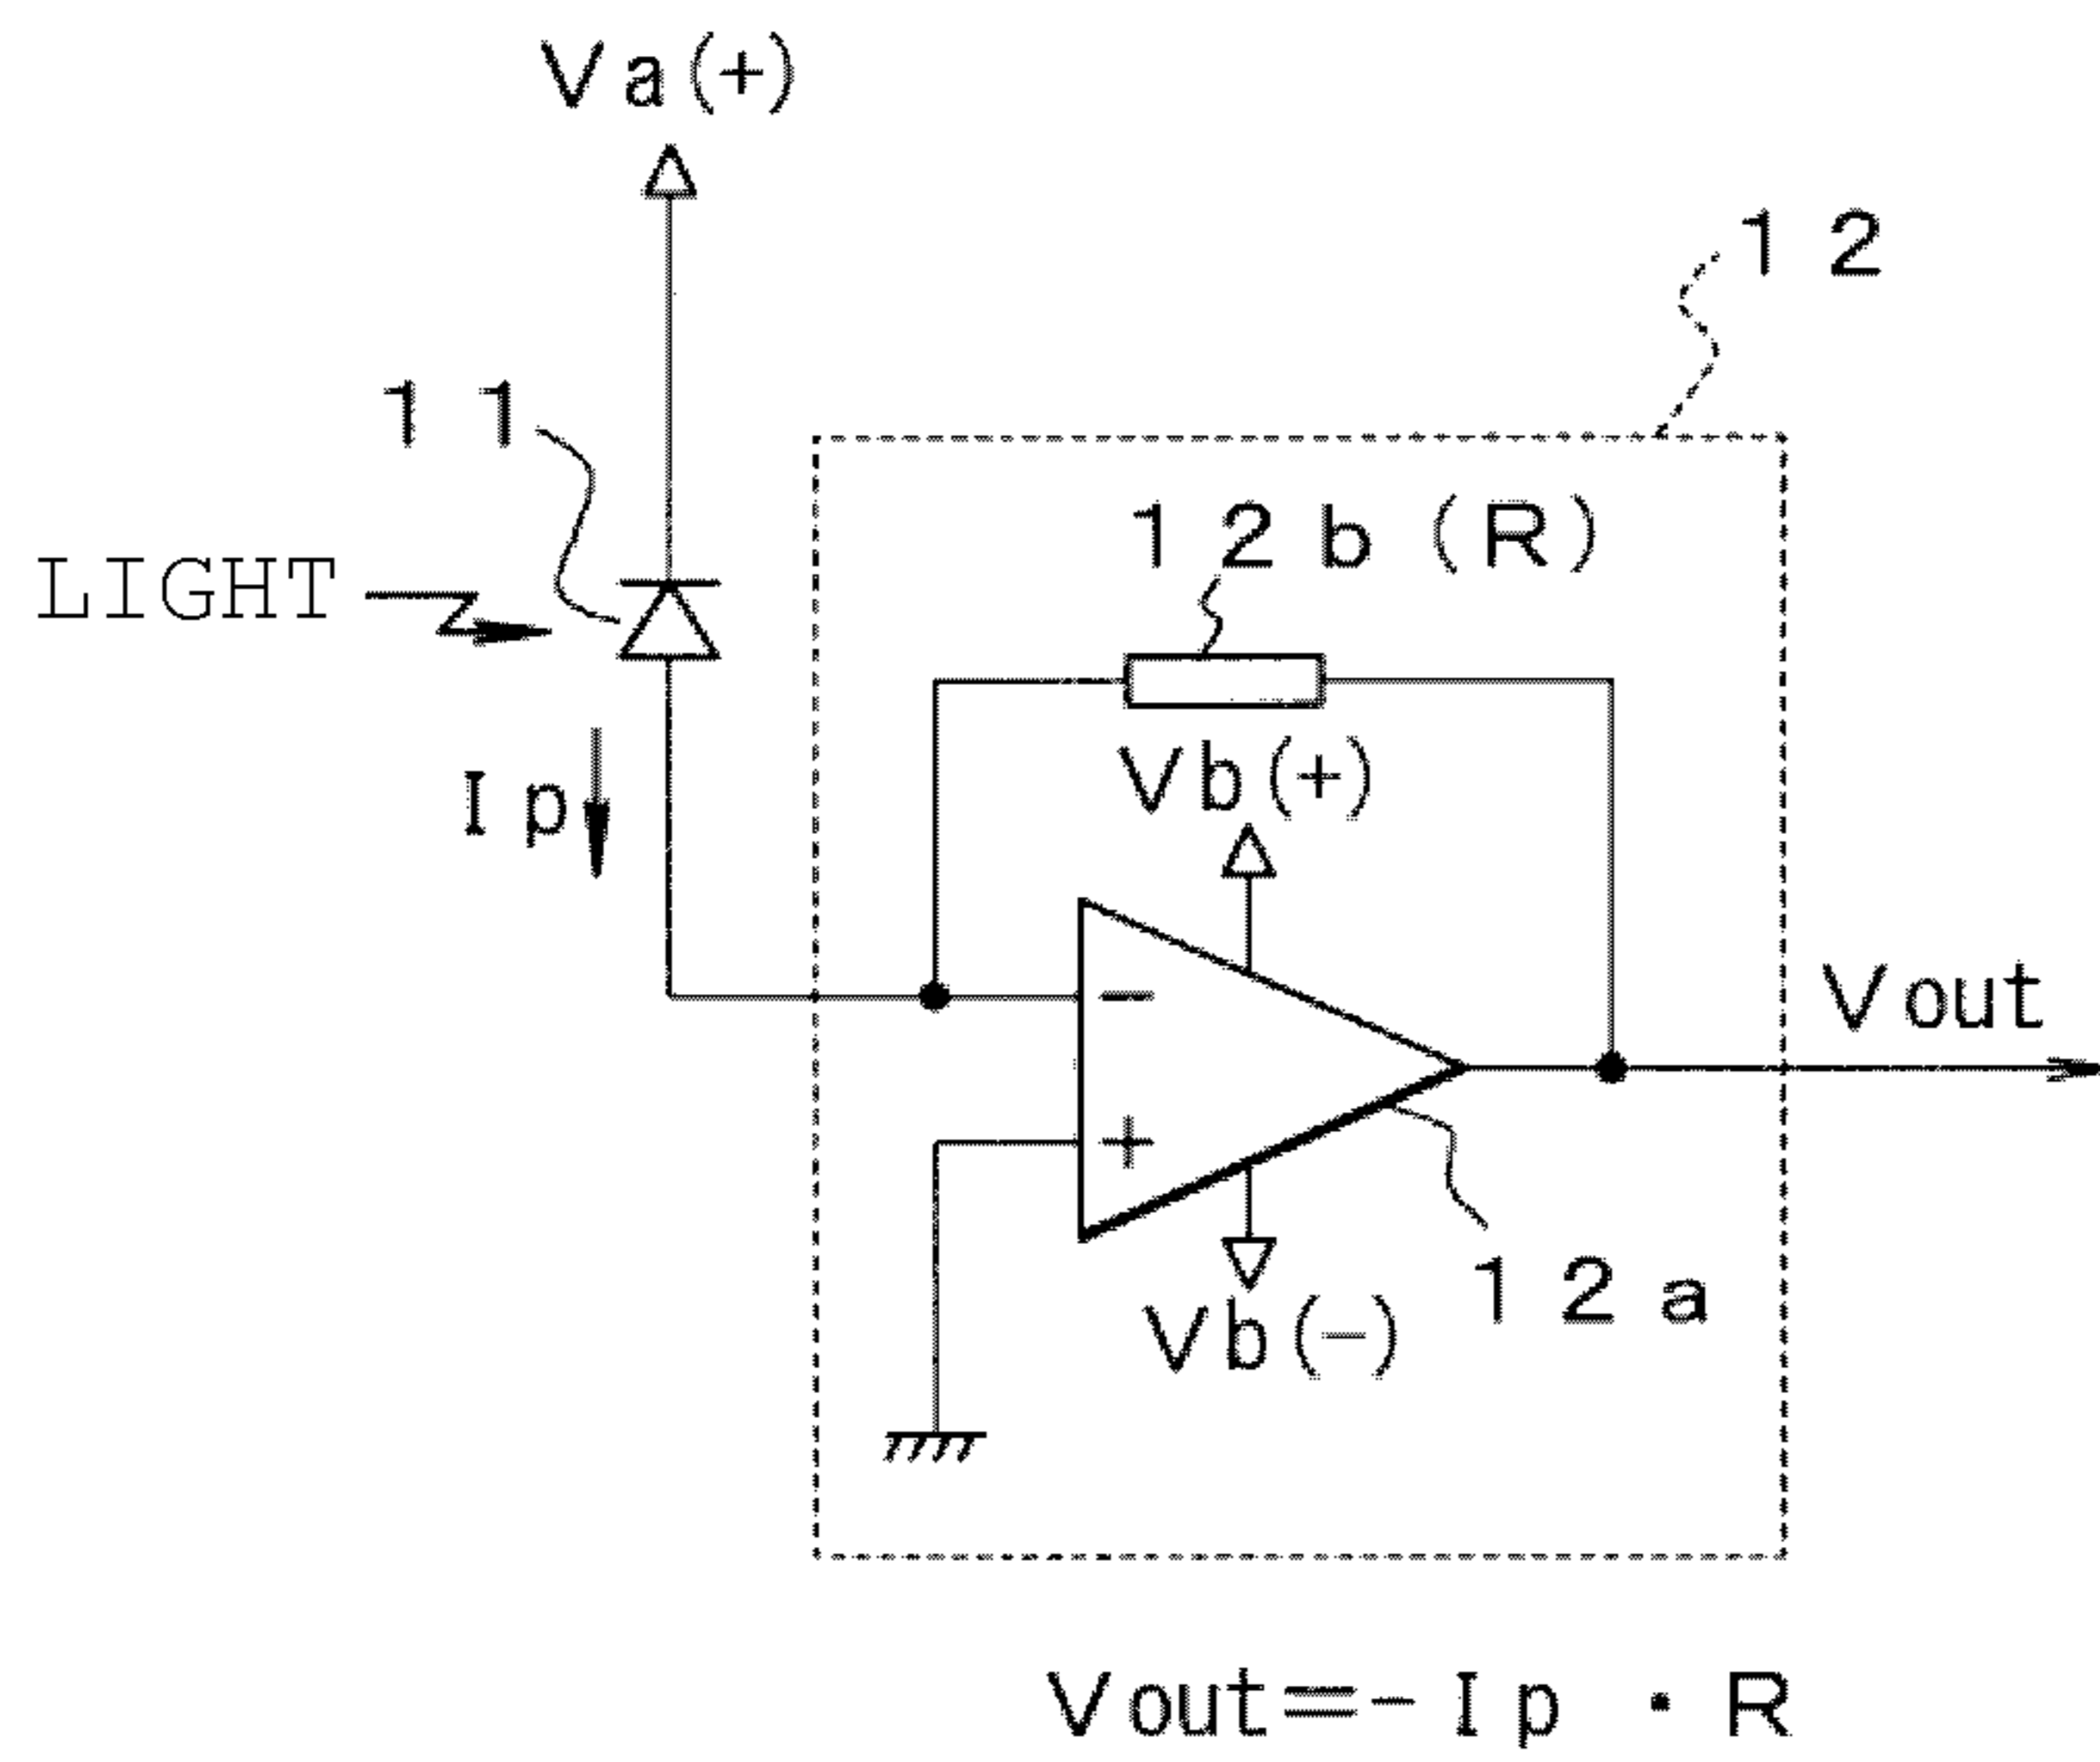 Va(+)
12
11
LIGHT
12b(R)
Ip
Vb(+)
−
Vout
+
12a
Vb(−)
Vout=−Ip・R